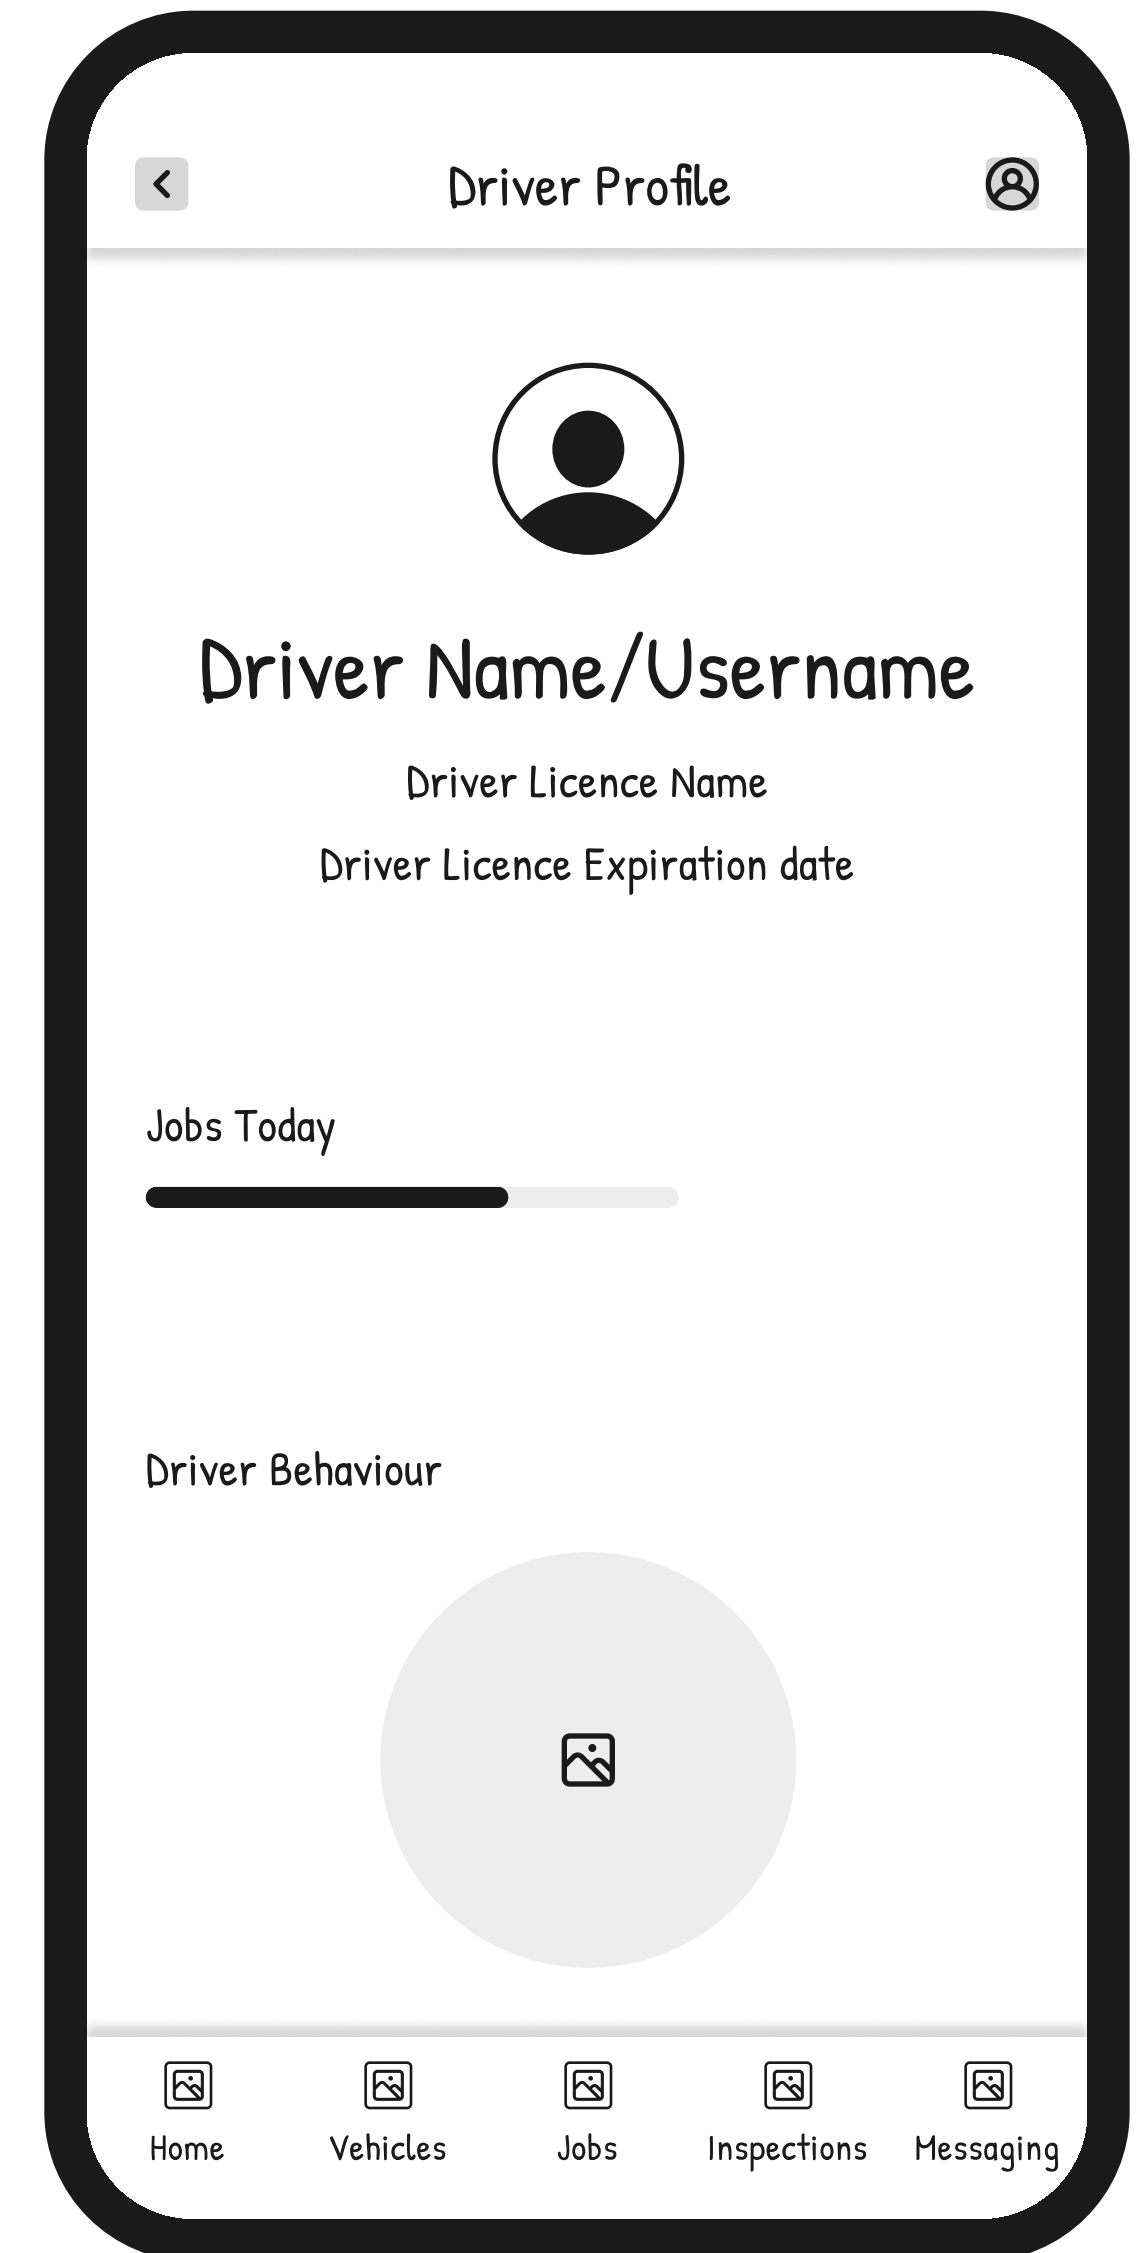 Driver Profile
Driver Name/Username
Driver Licence Name
Driver Licence Expiration date
Jobs Today
Driver Behaviour
Home
Vehicles
Jobs
Inspections
Messaging